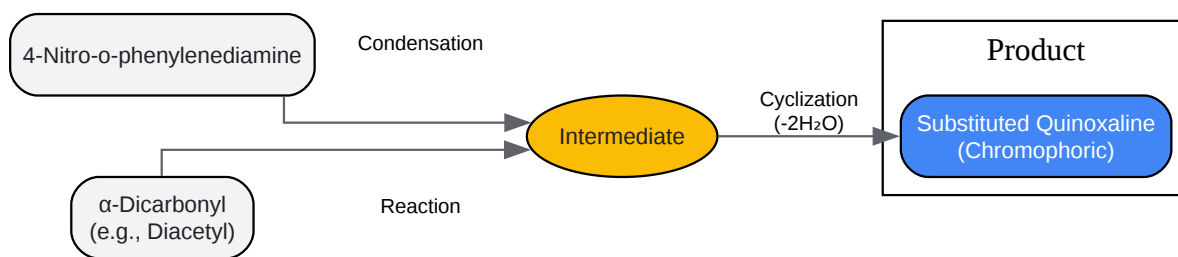 4-Nitro-o-phenylenediamine
Condensation
α-Dicarbonyl
(e.g., Diacetyl)
Reaction
Intermediate
Cyclization
(-2H₂O)
Product
Substituted Quinoxaline
(Chromophoric)